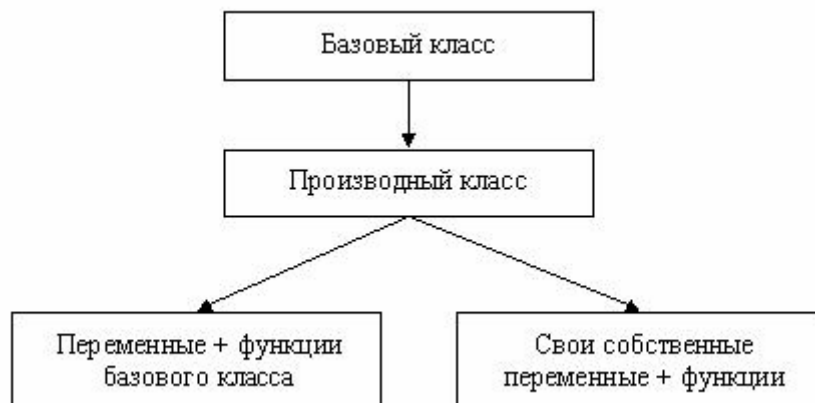 Базовый класс
Производный класс
Переменные + функции
базового класса
Свои собственные
переменные + функции